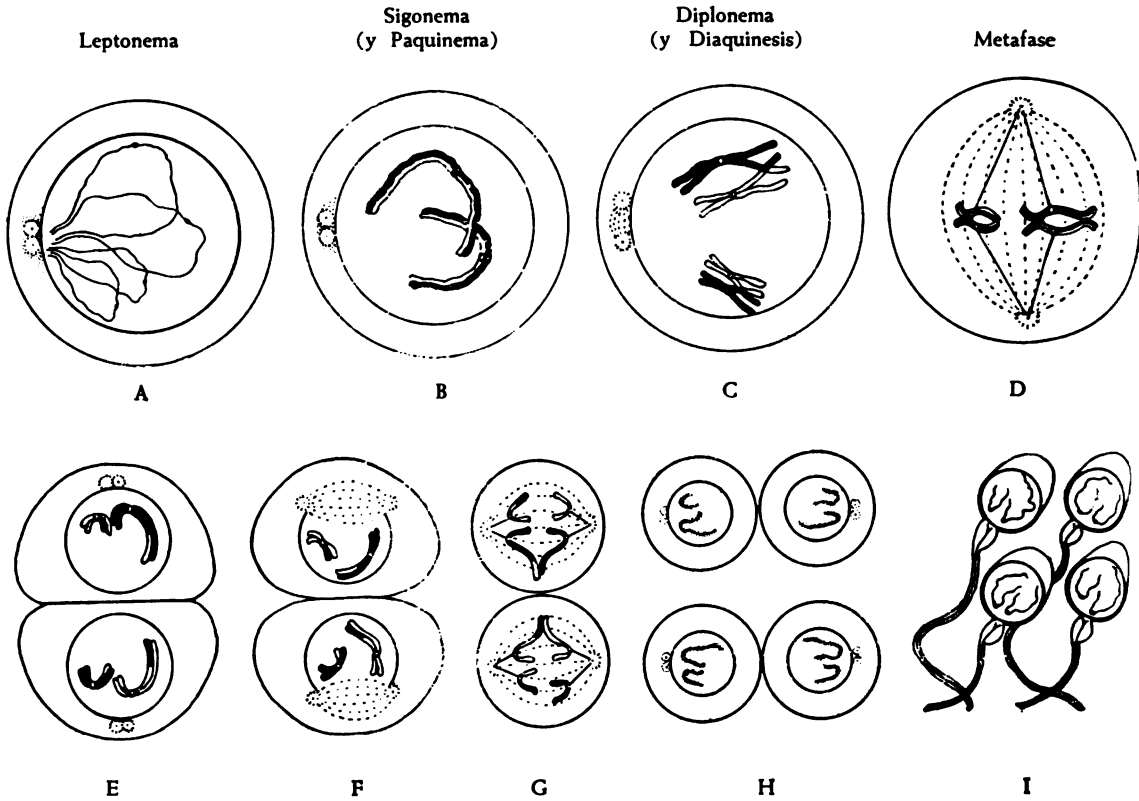 Leptonema
Sigonema
(y Paquinema)
Diplonema
(y Diaquinesis)
Metafase
A
B
C
D
E
F
G
H
I